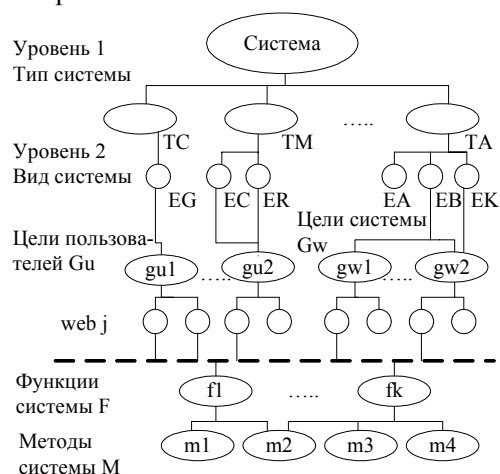 Система
Уровень 1
Тип системы
TC
TM
.....
TA
Уровень 2
Вид системы
EG
EC
ER
EA
EB
EK
Цели системы
Gw
Цели пользова-
телей Gu
gu1
.....
gu2
gw1
.....
gw2
web j
Функции
системы F
f1
.....
fk
Методы
системы M
m1
m2
m3
m4